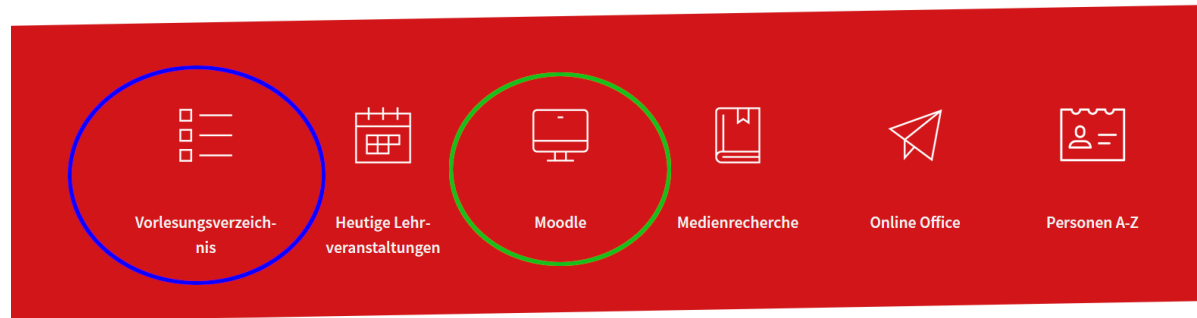 Vorlesungsverzeich-
nis
Heutige Lehr-
veranstaltungen
Moodle
Medienrecherche
Online Office
Personen A-Z